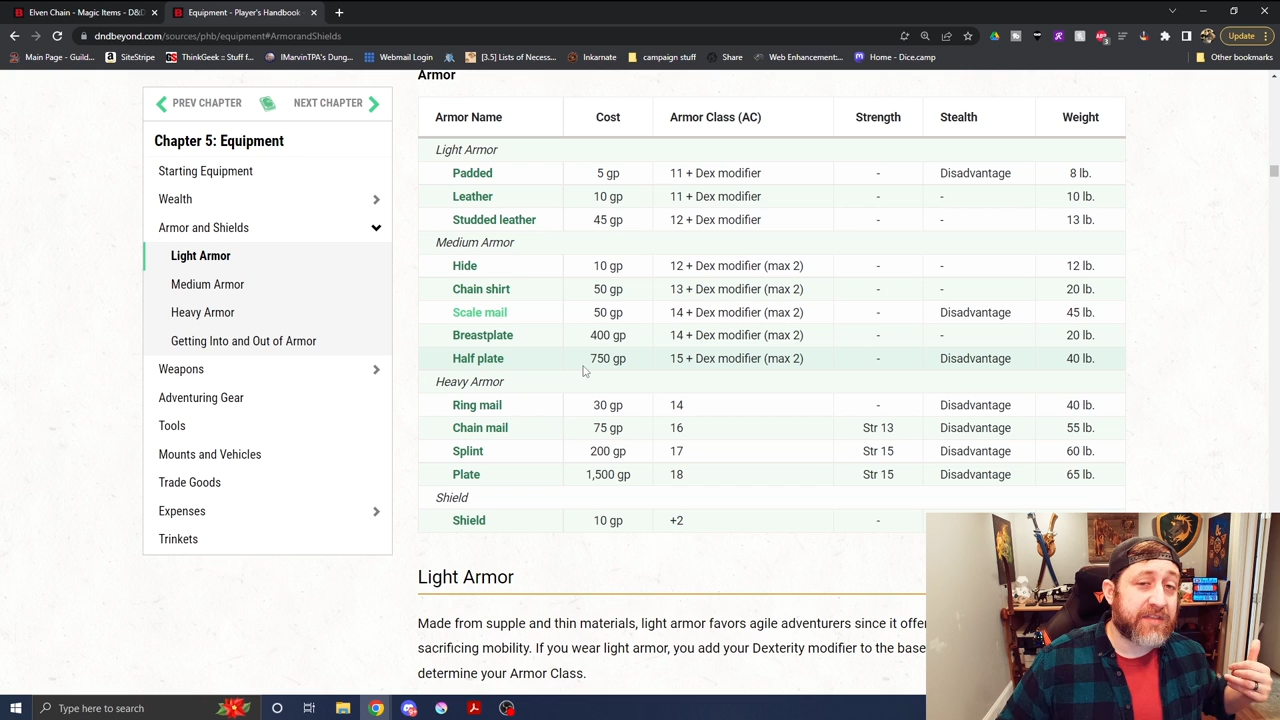 Elven Chain - Magic Items - D&D
Equipment - Player's Handbook -
dndbeyond.com/sources/phb/equipment#ArmorandShields
Update
Main Page - Guild...
SiteStripe
ThinkGeek :: Stuff f...
IMarvinTPA's Dung...
Webmail Login
[3.5] Lists of Necess...
Inkarnate
campaign stuff
Share
Web Enhancement:...
Home - Dice.camp
Other bookmarks
PREV CHAPTER
NEXT CHAPTER
Chapter 5: Equipment
Starting Equipment
Wealth
Armor and Shields
Light Armor
Medium Armor
Heavy Armor
Getting Into and Out of Armor
Weapons
Adventuring Gear
Tools
Mounts and Vehicles
Trade Goods
Expenses
Trinkets
Armor
Armor Name Cost Armor Class (AC) Strength Stealth Weight
Light Armor
Padded 5 gp 11 + Dex modifier - Disadvantage 8 lb.
Leather 10 gp 11 + Dex modifier - - 10 lb.
Studded leather 45 gp 12 + Dex modifier - - 13 lb.
Medium Armor
Hide 10 gp 12 + Dex modifier (max 2) - - 12 lb.
Chain shirt 50 gp 13 + Dex modifier (max 2) - - 20 lb.
Scale mail 50 gp 14 + Dex modifier (max 2) - Disadvantage 45 lb.
Breastplate 400 gp 14 + Dex modifier (max 2) - - 20 lb.
Half plate 750 gp 15 + Dex modifier (max 2) - Disadvantage 40 lb.
Heavy Armor
Ring mail 30 gp 14 - Disadvantage 40 lb.
Chain mail 75 gp 16 Str 13 Disadvantage 55 lb.
Splint 200 gp 17 Str 15 Disadvantage 60 lb.
Plate 1,500 gp 18 Str 15 Disadvantage 65 lb.
Shield
Shield 10 gp +2 -
Light Armor
Made from supple and thin materials, light armor favors agile adventurers since it offer
sacrificing mobility. If you wear light armor, you add your Dexterity modifier to the base
determine your Armor Class.
Type here to search